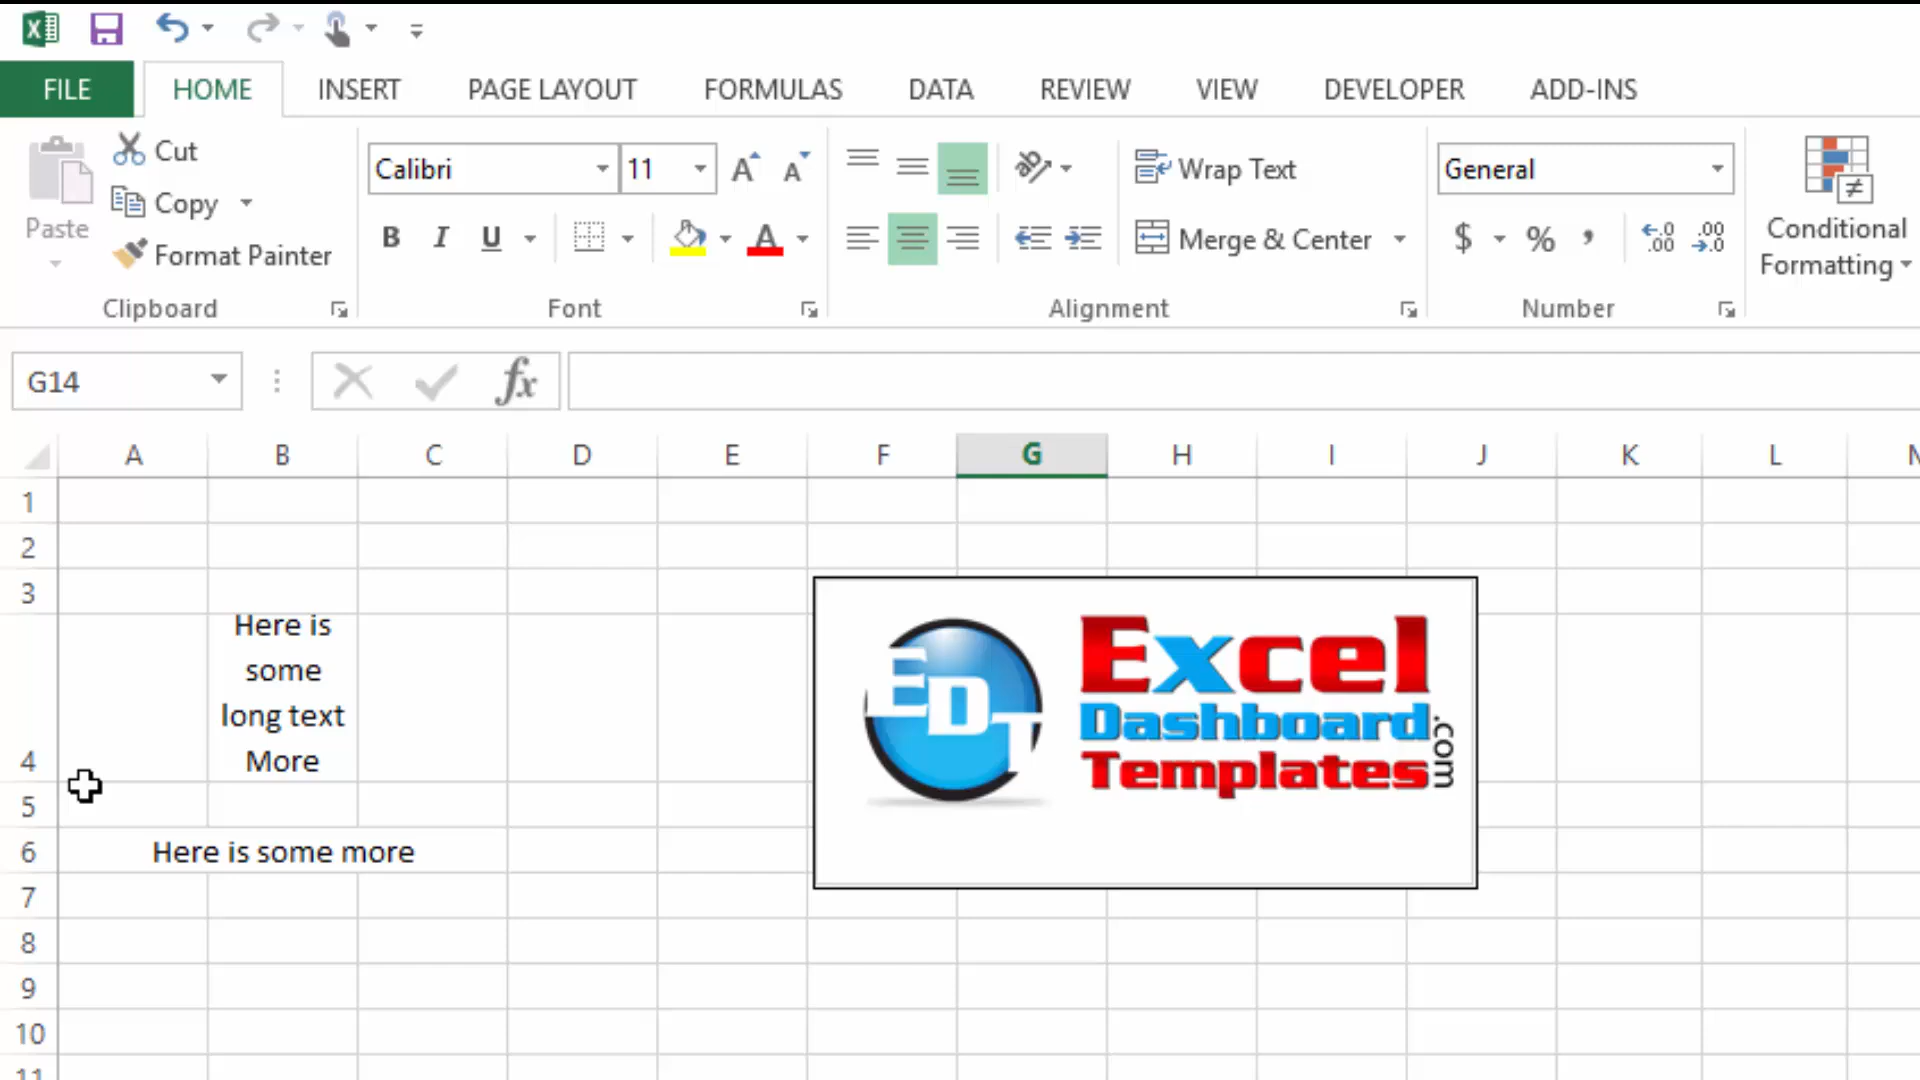 FILE HOME INSERT PAGE LAYOUT FORMULAS DATA REVIEW VIEW DEVELOPER ADD-INS
Paste
Cut
Copy
Format Painter
Clipboard
Calibri 11
B I U A
Font
Wrap Text
Merge & Center
Alignment
General
$ % ,
Number
Conditional
Formatting
G14
fx
A B C D E F G H I J K L
1
2
3
4
5
6
7
8
9
10
11
Here is
some
long text
More
Here is some more
EDT
Excel
Dashboard
Templates
.com